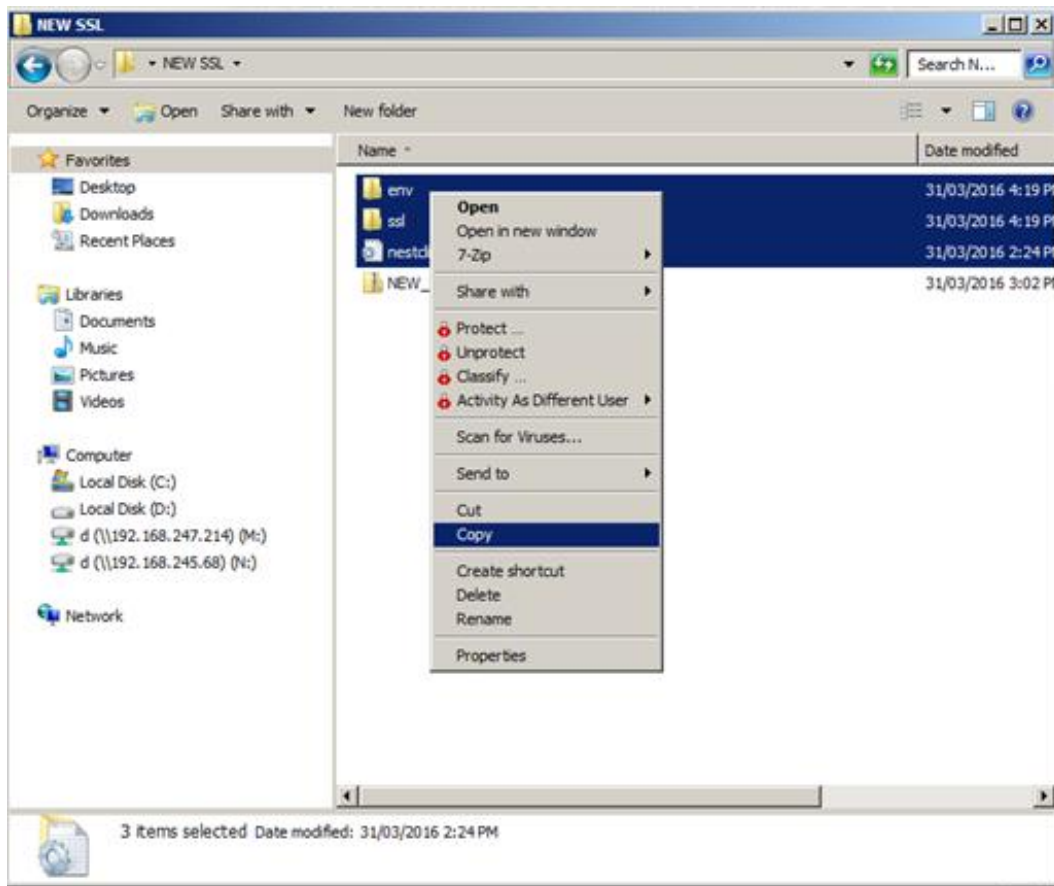 NEW SSL
NEW SSL
Search N...
Organize Open Share with New folder
Name Date modified
Favorites
Desktop
Downloads
Recent Places
Libraries
Documents
Music
Pictures
Videos
Computer
Local Disk (C:)
Local Disk (D:)
d (\\192.168.247.214) (M:)
d (\\192.168.245.68) (N:)
Network
env 31/03/2016 4:19 P
ssl 31/03/2016 4:19 P
31/03/2016 2:24 P
NEW_ 31/03/2016 3:02 P
Open
Open in new window
7-Zip
Share with
Protect ...
Unprotect
Classify ...
Activity As Different User
Scan for Viruses...
Send to
Cut
Copy
Create shortcut
Delete
Rename
Properties
3 items selected Date modified: 31/03/2016 2:24 PM